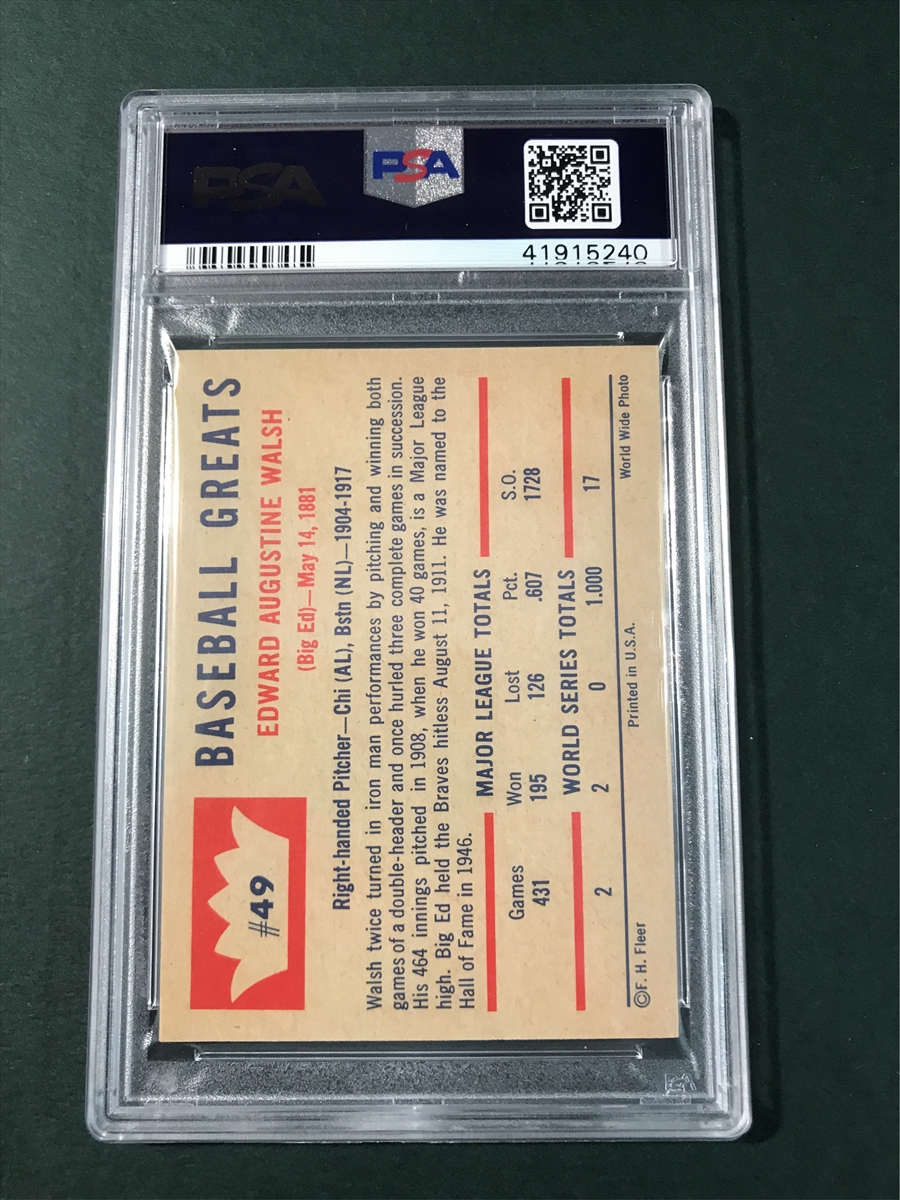 PSA
PSA
41915240
#49
BASEBALL GREATS
EDWARD AUGUSTINE WALSH
(Big Ed)—May 14, 1881
Right-handed Pitcher—Chi (AL), Bstn (NL)—1904-1917
Walsh twice turned in iron man performances by pitching and winning both
games of a double-header and once hurled three complete games in succession.
His 464 innings pitched in 1908, when he won 40 games, is a Major League
high. Big Ed held the Braves hitless August 11, 1911. He was named to the
Hall of Fame in 1946.
MAJOR LEAGUE TOTALS
Games Won Lost Pct. S.O.
431 195 126 .607 1728
WORLD SERIES TOTALS
2 2 0 1.000 17
©F. H. Fleer Printed in U.S.A. World Wide Photo